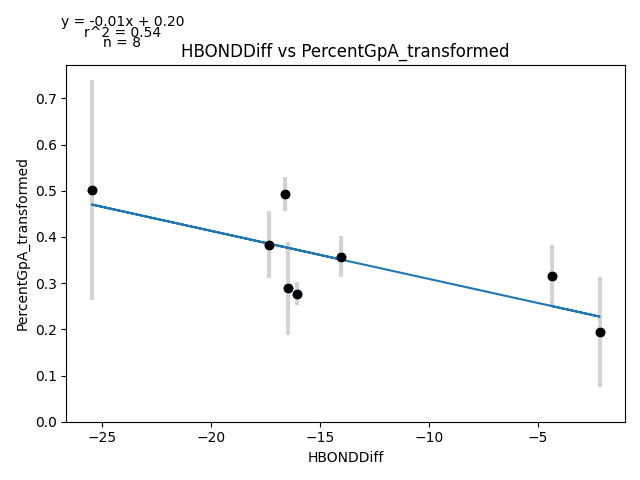 y = -0.01x + 0.20
r^2 = 0.54
n = 8
HBONDDiff vs PercentGpA_transformed
PercentGpA_transformed
0.7
0.6
0.5
0.4
0.3
0.2
0.1
0.0
−25
−20
−15
−10
−5
HBONDDiff